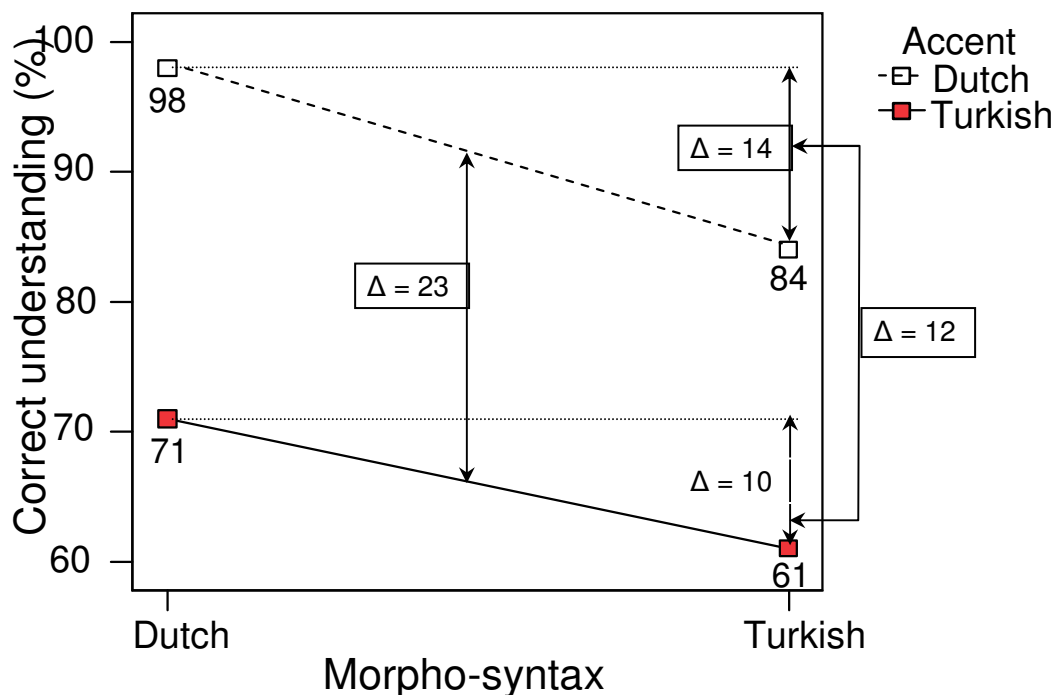 Correct understanding (%)
100
90
80
70
60
98
84
71
61
Δ = 14
Δ = 23
Δ = 12
Δ = 10
Accent
Dutch
Turkish
Dutch
Turkish
Morpho-syntax